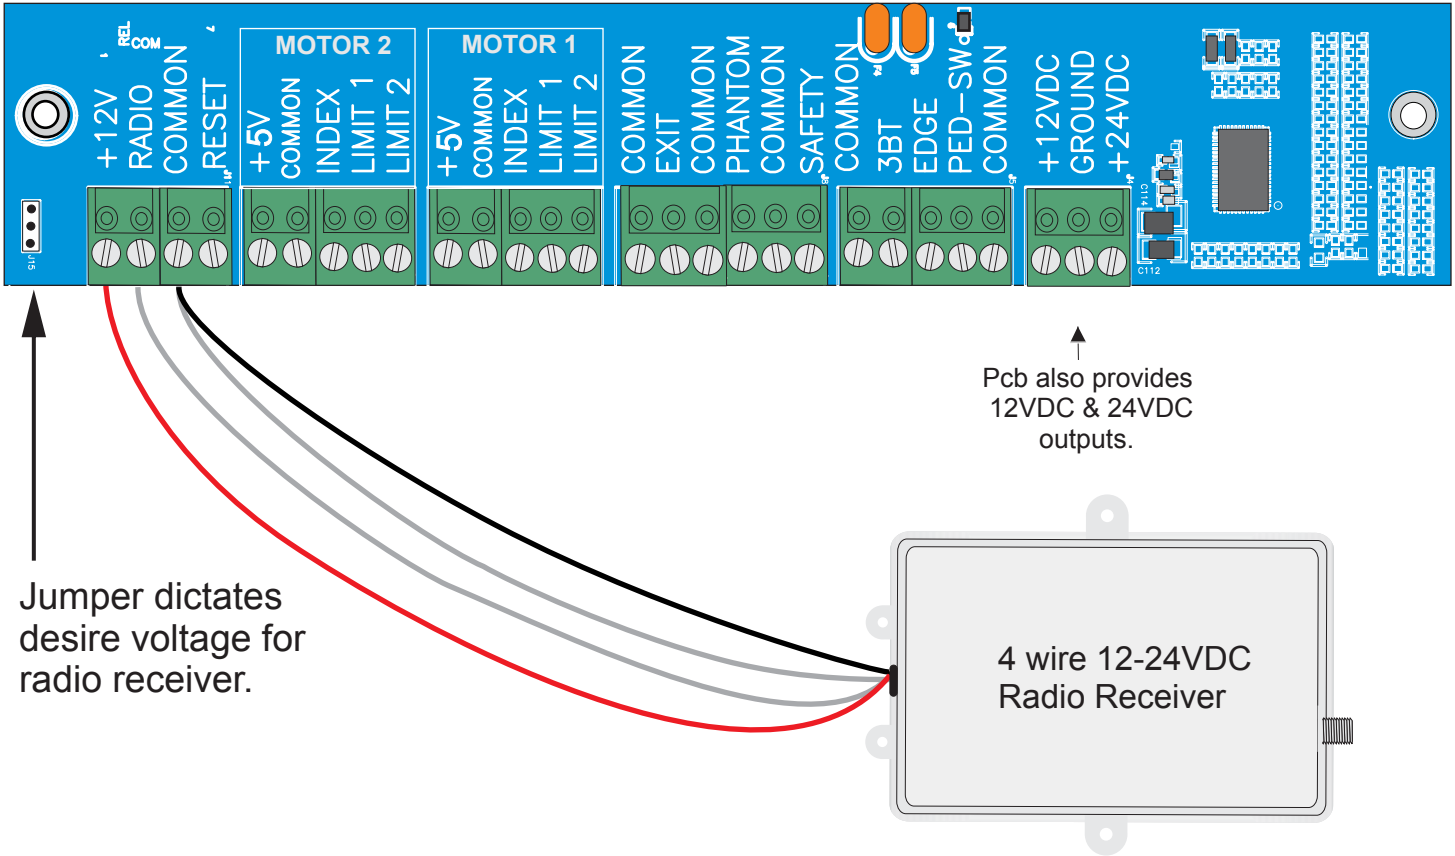 REL
COM
1
7
+12V
RADIO
COMMON
RESET
MOTOR 2
+5V
COMMON
INDEX
LIMIT 1
LIMIT 2
MOTOR 1
+5V
COMMON
INDEX
LIMIT 1
LIMIT 2
COMMON
EXIT
COMMON
PHANTOM
COMMON
SAFETY
COMMON
3BT
EDGE
PED-SW
COMMON
+12VDC
GROUND
+24VDC
J15
C114
C112
Pcb also provides
12VDC & 24VDC
outputs.
Jumper dictates
desire voltage for
radio receiver.
4 wire 12-24VDC
Radio Receiver